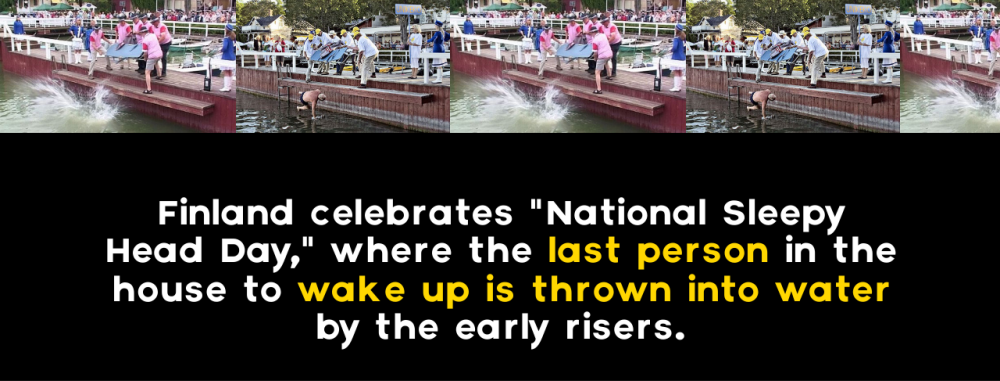 Finland celebrates "National Sleepy
Head Day," where the last person in the
house to wake up is thrown into water
by the early risers.